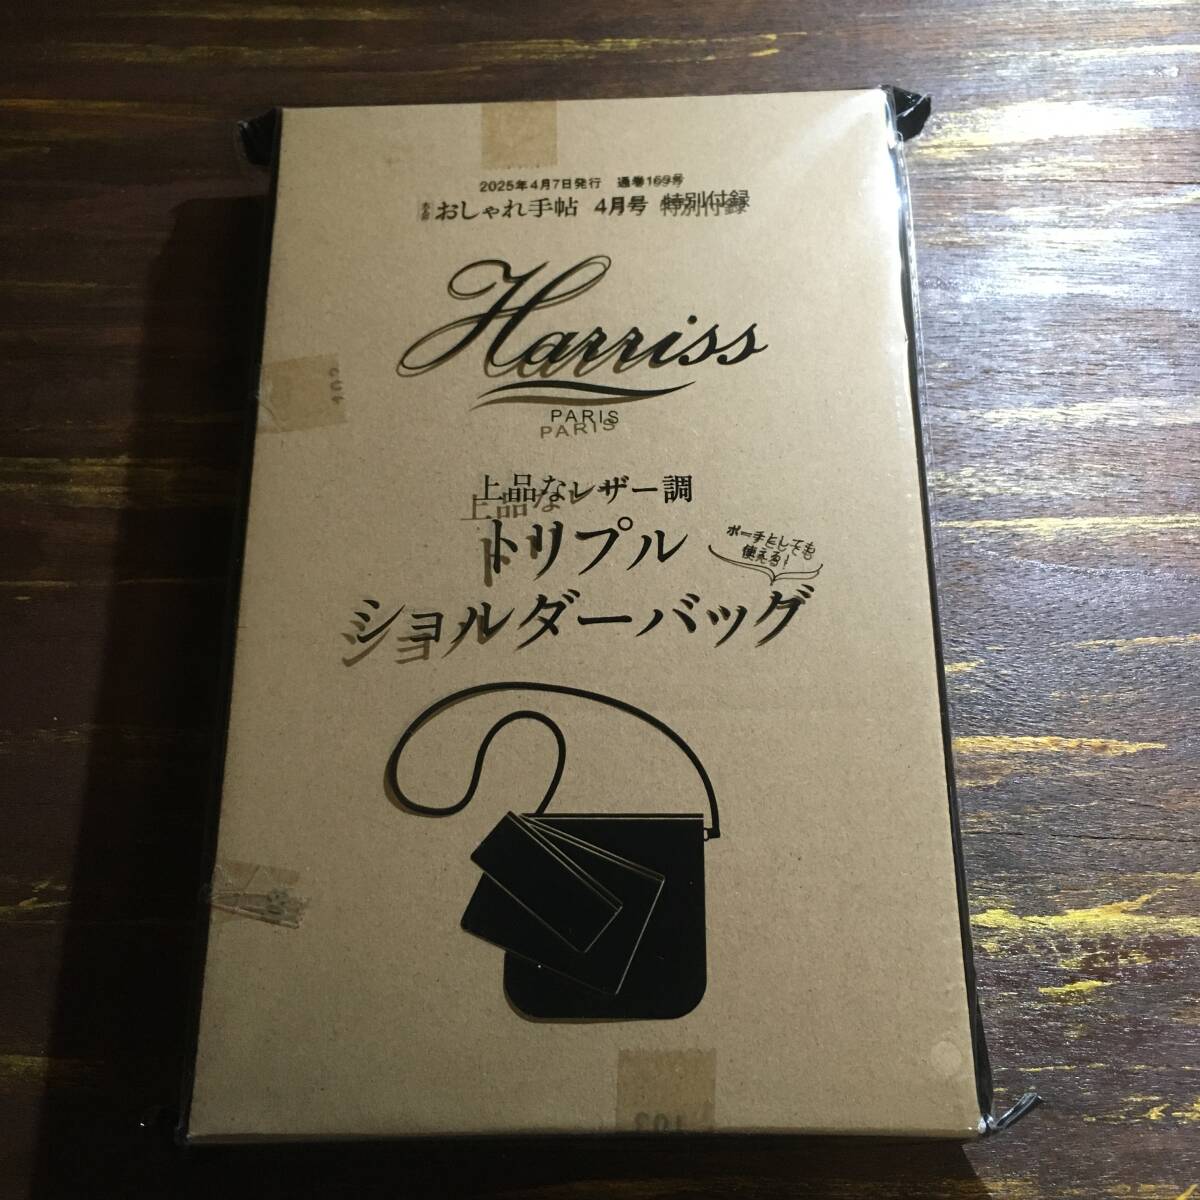 2025年4月7日発行 通巻169号
おしゃれ手帖 4月号 特別付録
Harriss
PARIS
上品なレザー調
トリプル
ショルダーバッグ
ポーチとしても
使える!